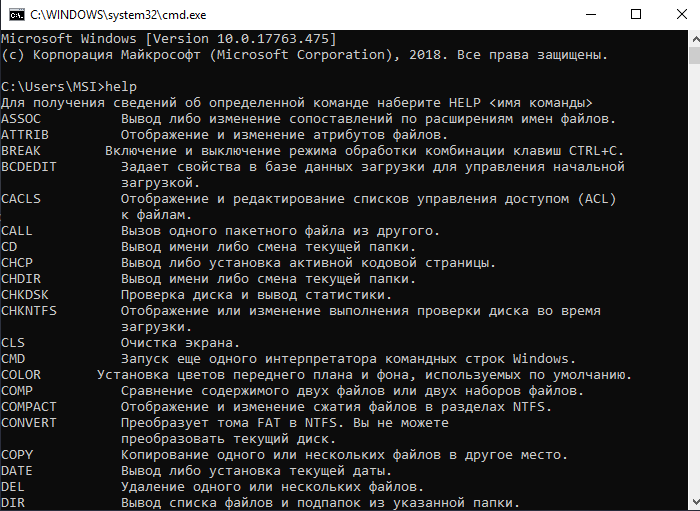 C:\WINDOWS\system32\cmd.exe
Microsoft Windows [Version 10.0.17763.475]
(c) Корпорация Майкрософт (Microsoft Corporation), 2018. Все права защищены.
C:\Users\MSI>help
Для получения сведений об определенной команде наберите HELP <имя команды>
ASSOC Вывод либо изменение сопоставлений по расширениям имен файлов.
ATTRIB Отображение и изменение атрибутов файлов.
BREAK Включение и выключение режима обработки комбинации клавиш CTRL+C.
BCDEDIT Задает свойства в базе данных загрузки для управления начальной
загрузкой.
CACLS Отображение и редактирование списков управления доступом (ACL)
к файлам.
CALL Вызов одного пакетного файла из другого.
CD Вывод имени либо смена текущей папки.
CHCP Вывод либо установка активной кодовой страницы.
CHDIR Вывод имени либо смена текущей папки.
CHKDSK Проверка диска и вывод статистики.
CHKNTFS Отображение или изменение выполнения проверки диска во время
загрузки.
CLS Очистка экрана.
CMD Запуск еще одного интерпретатора командных строк Windows.
COLOR Установка цветов переднего плана и фона, используемых по умолчанию.
COMP Сравнение содержимого двух файлов или двух наборов файлов.
COMPACT Отображение и изменение сжатия файлов в разделах NTFS.
CONVERT Преобразует тома FAT в NTFS. Вы не можете
преобразовать текущий диск.
COPY Копирование одного или нескольких файлов в другое место.
DATE Вывод либо установка текущей даты.
DEL Удаление одного или нескольких файлов.
DIR Вывод списка файлов и подпапок из указанной папки.